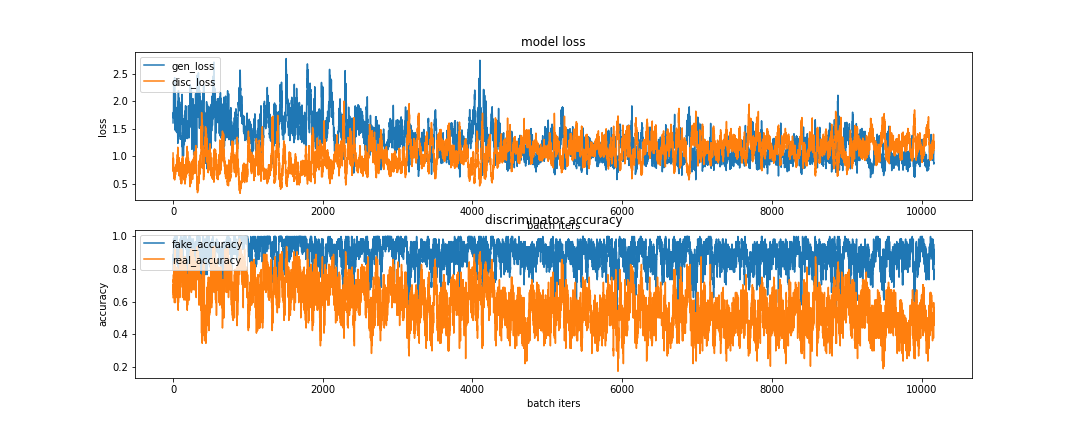 model loss
gen_loss
disc_loss
loss
2.5
2.0
1.5
1.0
0.5
0 2000 4000 6000 8000 10000
batch iters
discriminator accuracy
fake_accuracy
real_accuracy
accuracy
1.0
0.8
0.6
0.4
0.2
0 2000 4000 6000 8000 10000
batch iters